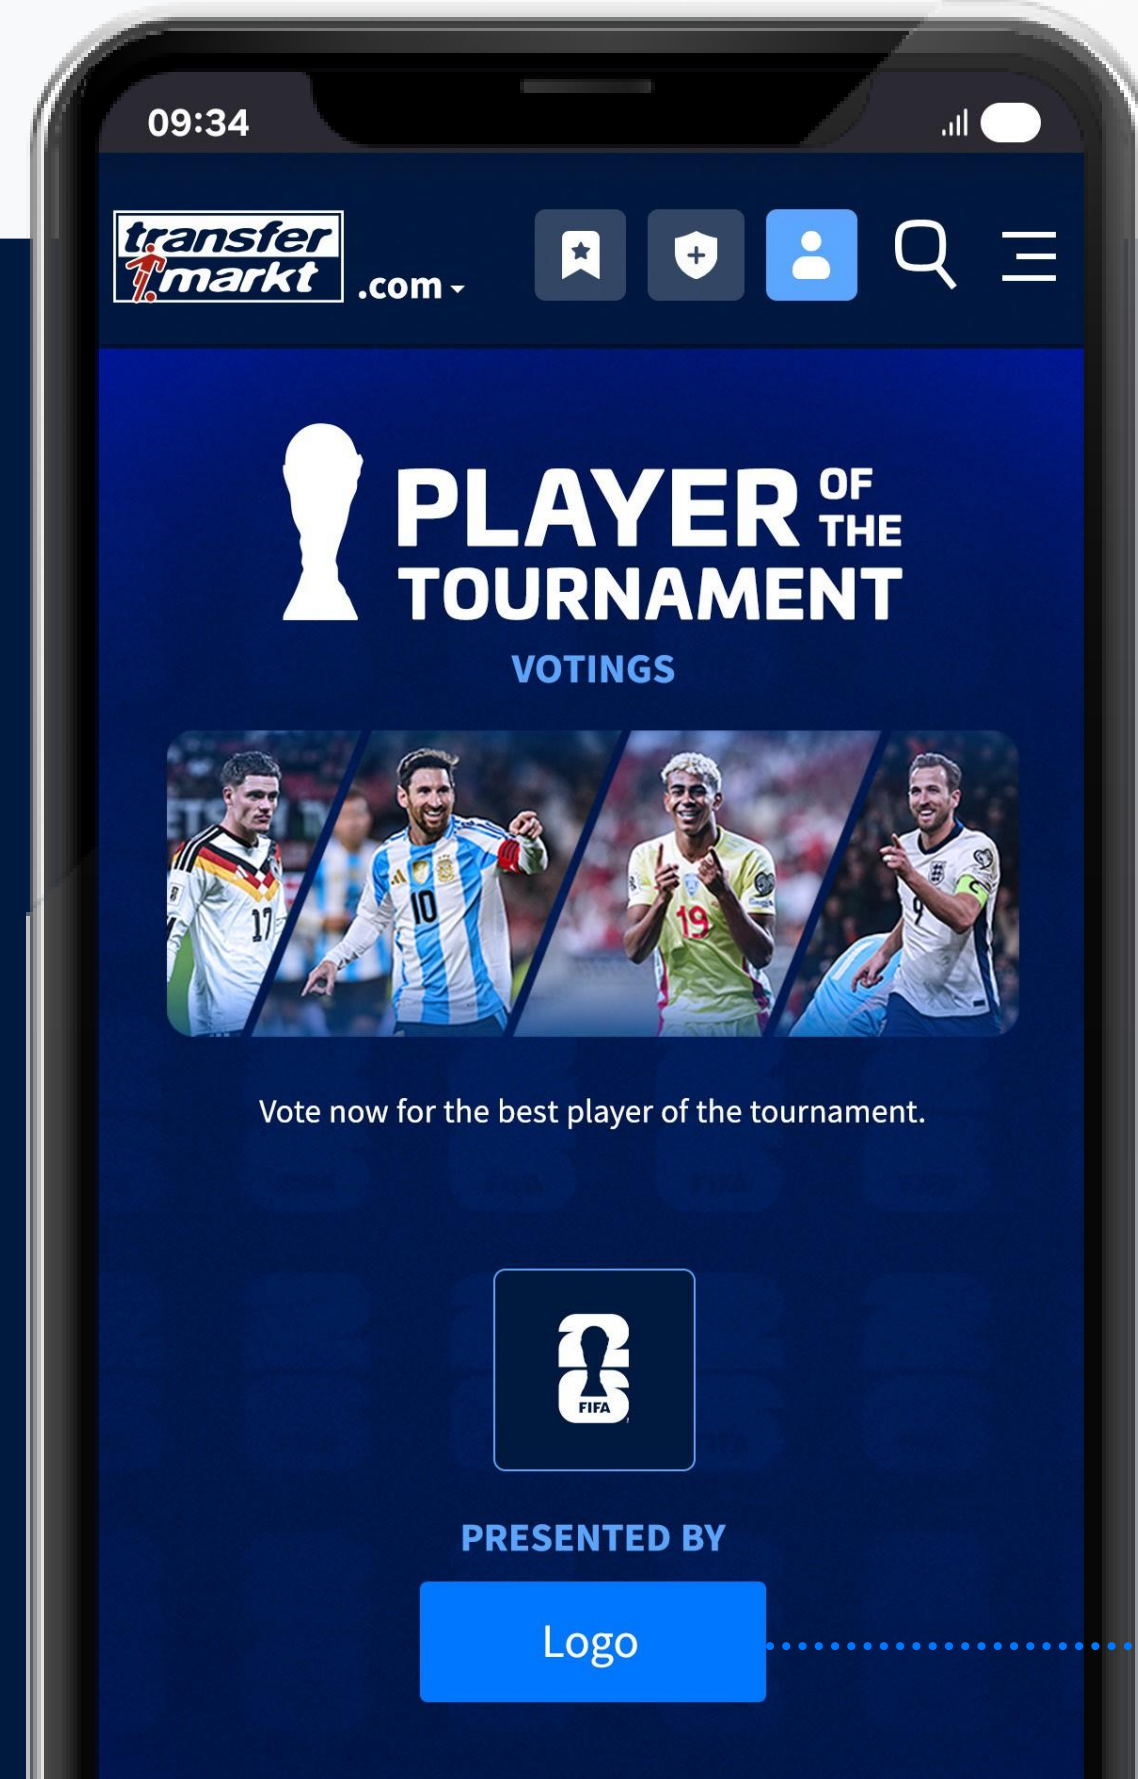 09:34
transfer
markt
.com
PLAYER OF THE
TOURNAMENT
VOTINGS
17
10
19
9
Vote now for the best player of the tournament.
26
FIFA
PRESENTED BY
Logo